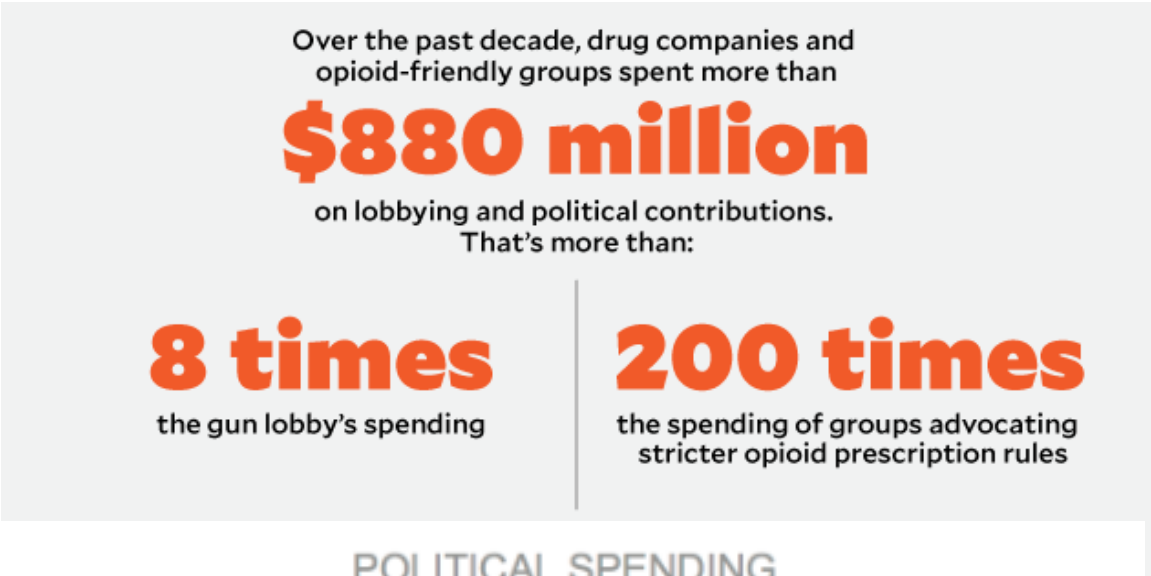 Over the past decade, drug companies and
opioid-friendly groups spent more than
$880 million
on lobbying and political contributions.
That's more than:
8 times
the gun lobby's spending
200 times
the spending of groups advocating
stricter opioid prescription rules
POLITICAL SPENDING